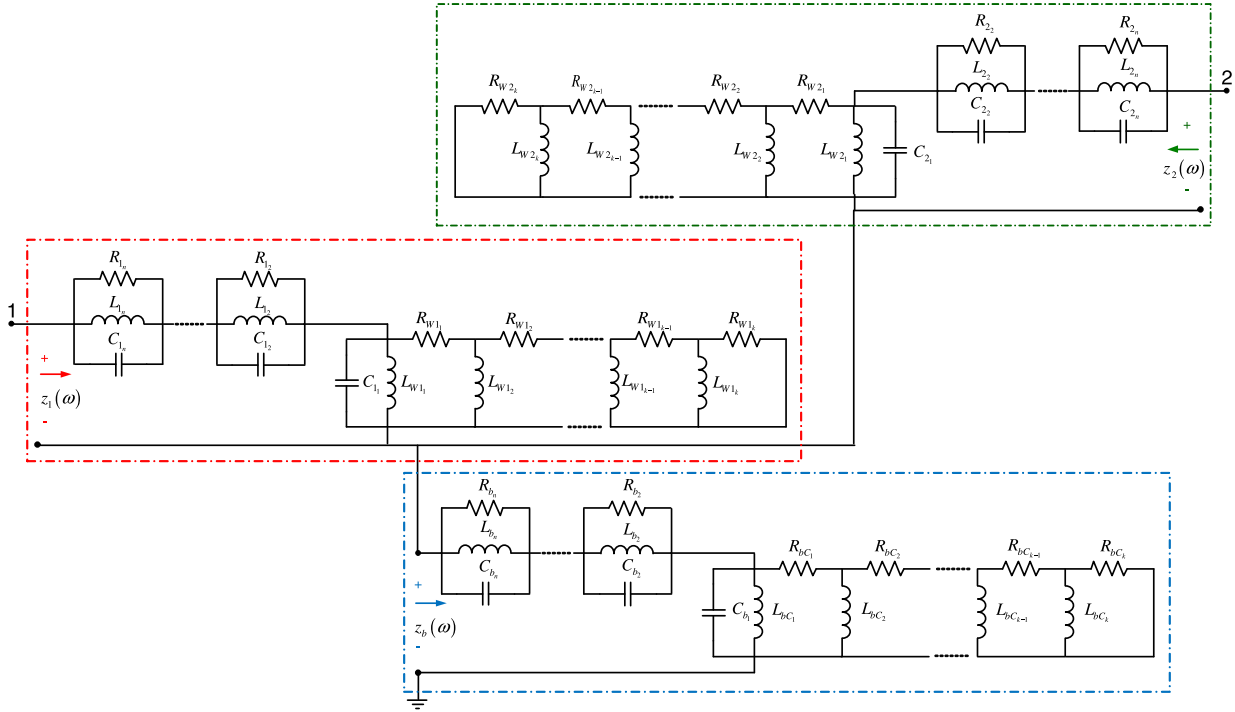 R_{2_2}
R_{2_n}
L_{2_2}
L_{2_n}
2
R_{W2_k}
R_{W2_{k-1}}
R_{W2_2}
R_{W2_1}
C_{2_2}
C_{2_n}
+
L_{W2_k}
L_{W2_{k-1}}
L_{W2_2}
L_{W2_1}
C_{2_1}
z_2(ω)
-
R_{1_n}
R_{1_2}
1
L_{1_n}
L_{1_2}
C_{1_n}
C_{1_2}
R_{W1_1}
R_{W1_2}
R_{W1_{k-1}}
R_{W1_k}
+
z_1(ω)
-
C_{1_1}
L_{W1_1}
L_{W1_2}
L_{W1_{k-1}}
L_{W1_k}
R_{b_n}
R_{b_2}
L_{b_n}
L_{b_2}
C_{b_n}
C_{b_2}
R_{bC_1}
R_{bC_2}
R_{bC_{k-1}}
R_{bC_k}
+
z_b(ω)
-
C_{b_1}
L_{bC_1}
L_{bC_2}
L_{bC_{k-1}}
L_{bC_k}